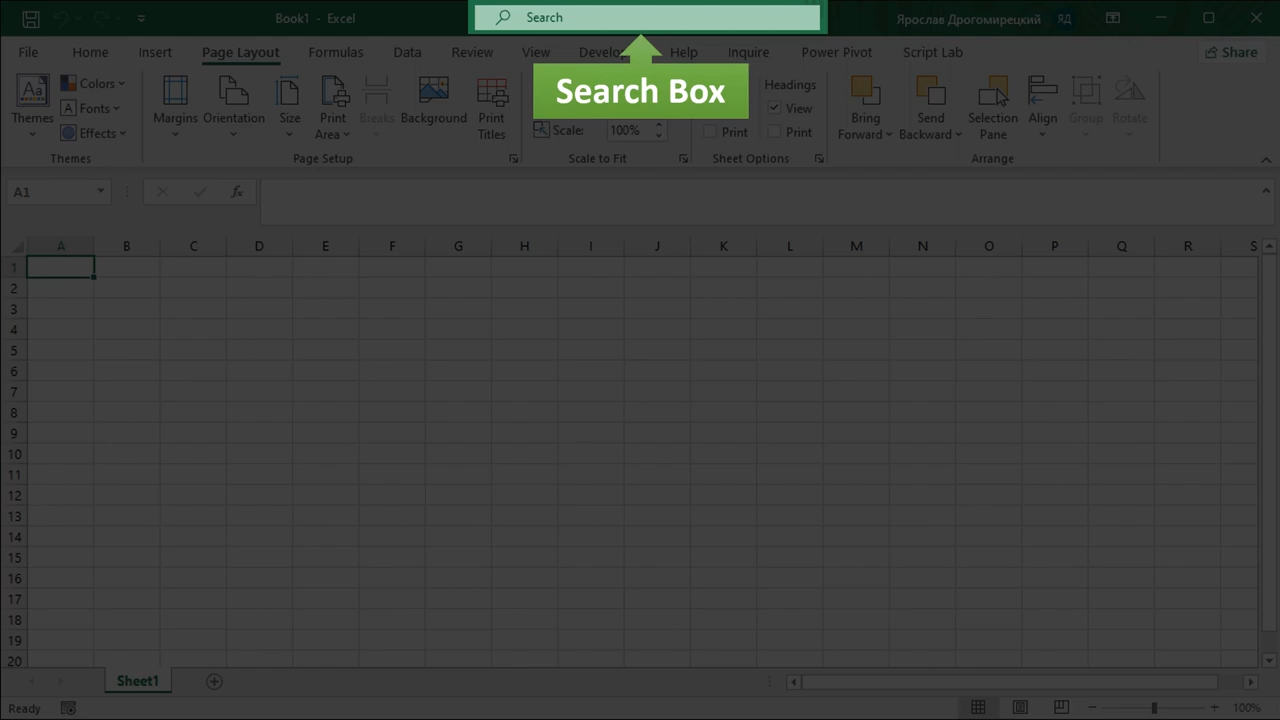 Book1 - Excel
Search
Ярослав Дрогомирецкий
ЯД
File Home Insert Page Layout Formulas Data Review View Develo Help Inquire Power Pivot Script Lab Share
Search Box
Themes
Colors
Fonts
Effects
Themes
Margins
Orientation
Size
Print
Area
Breaks
Background
Print
Titles
Page Setup
Scale: 100%
Scale to Fit
Print
Headings
View
Print
Sheet Options
Bring
Forward
Send
Backward
Selection
Pane
Align
Group
Rotate
Arrange
A1
fx
A B C D E F G H I J K L M N O P Q R S
1
2
3
4
5
6
7
8
9
10
11
12
13
14
15
16
17
18
19
20
Sheet1
Ready
100%